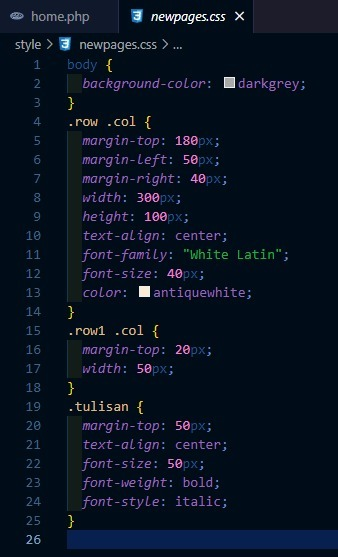 home.php newpages.css ×
style > newpages.css > ...
1 body {
2 background-color: darkgrey;
3 }
4 .row .col {
5 margin-top: 180px;
6 margin-left: 50px;
7 margin-right: 40px;
8 width: 300px;
9 height: 100px;
10 text-align: center;
11 font-family: "White Latin";
12 font-size: 40px;
13 color: antiquewhite;
14 }
15 .row1 .col {
16 margin-top: 20px;
17 width: 50px;
18 }
19 .tulisan {
20 margin-top: 50px;
21 text-align: center;
22 font-size: 50px;
23 font-weight: bold;
24 font-style: italic;
25 }
26